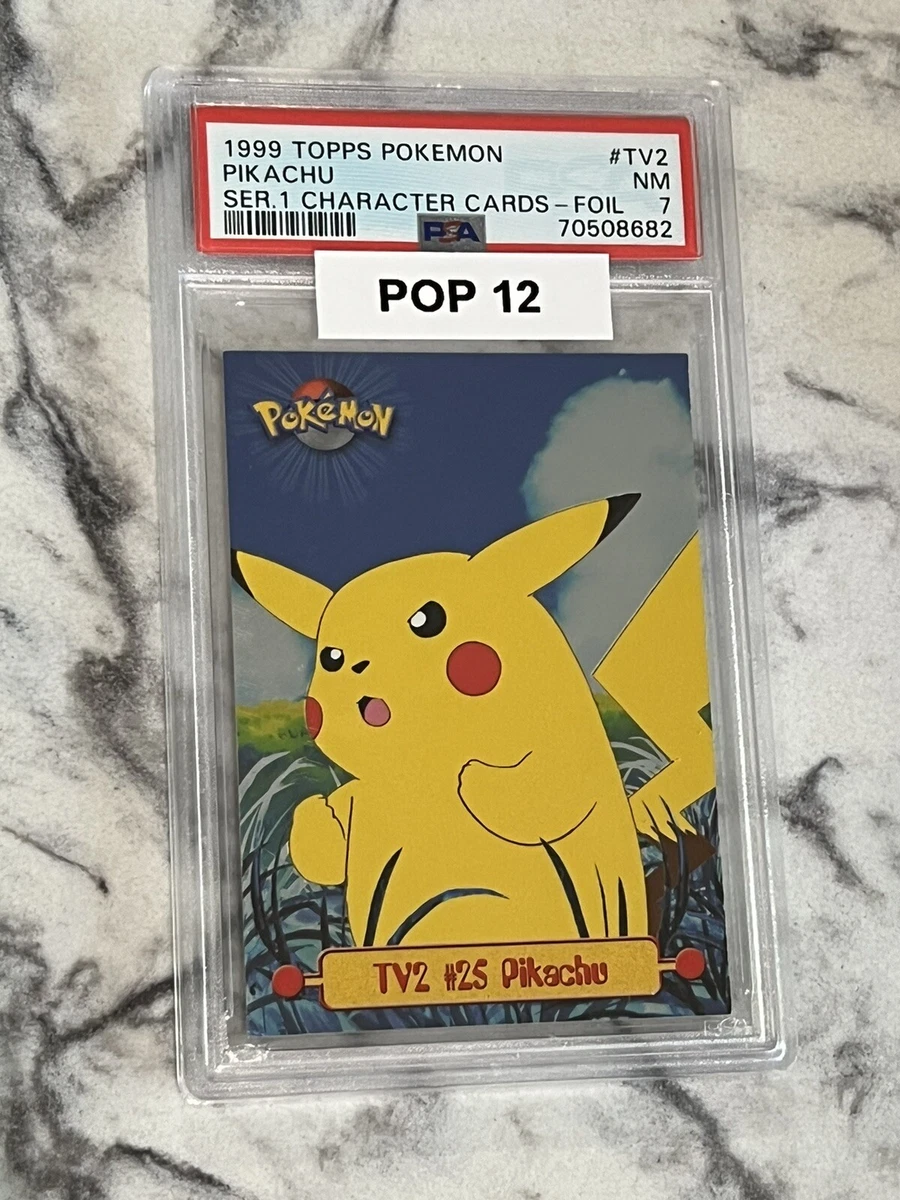 1999 TOPPS POKEMON #TV2
PIKACHU NM
SER.1 CHARACTER CARDS - FOIL 7
PSA 70508682
POP 12
POKéMON
TV2 #25 Pikachu